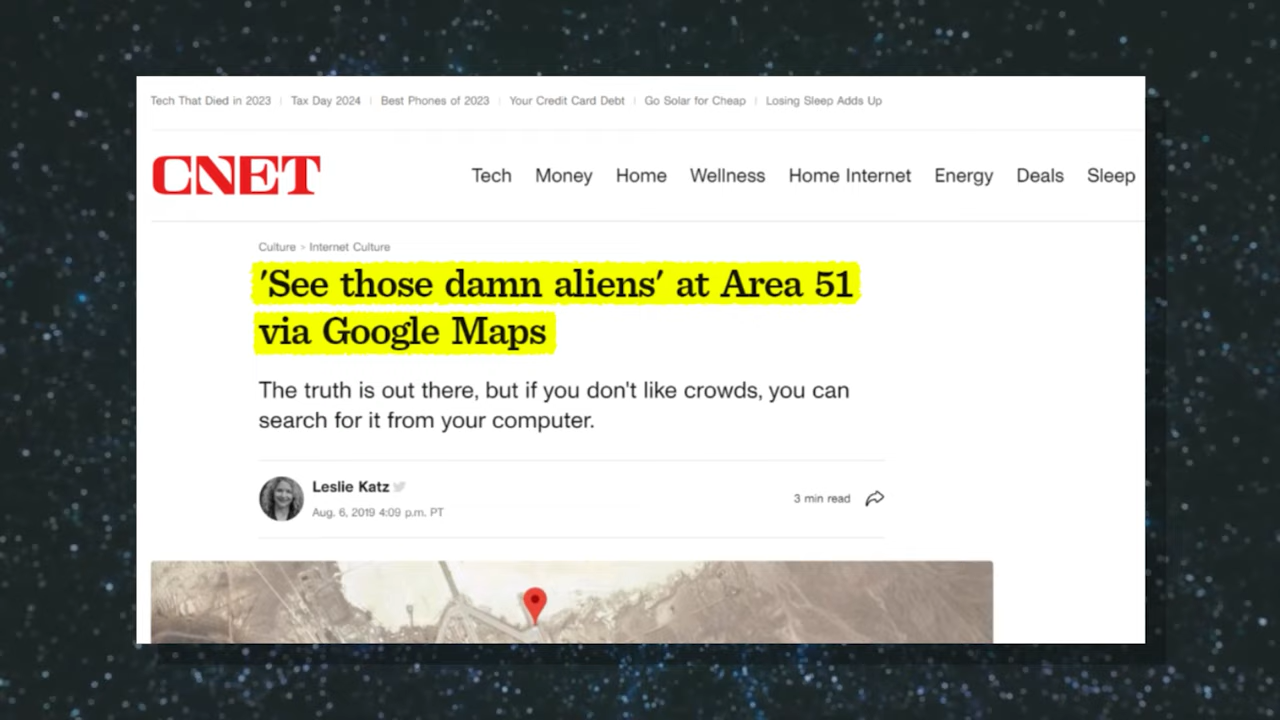 Tech That Died in 2023 | Tax Day 2024 | Best Phones of 2023 | Your Credit Card Debt | Go Solar for Cheap | Losing Sleep Adds Up
CNET Tech Money Home Wellness Home Internet Energy Deals Sleep
Culture > Internet Culture
'See those damn aliens' at Area 51
via Google Maps
The truth is out there, but if you don't like crowds, you can
search for it from your computer.
Leslie Katz
Aug. 6, 2019 4:09 p.m. PT
3 min read